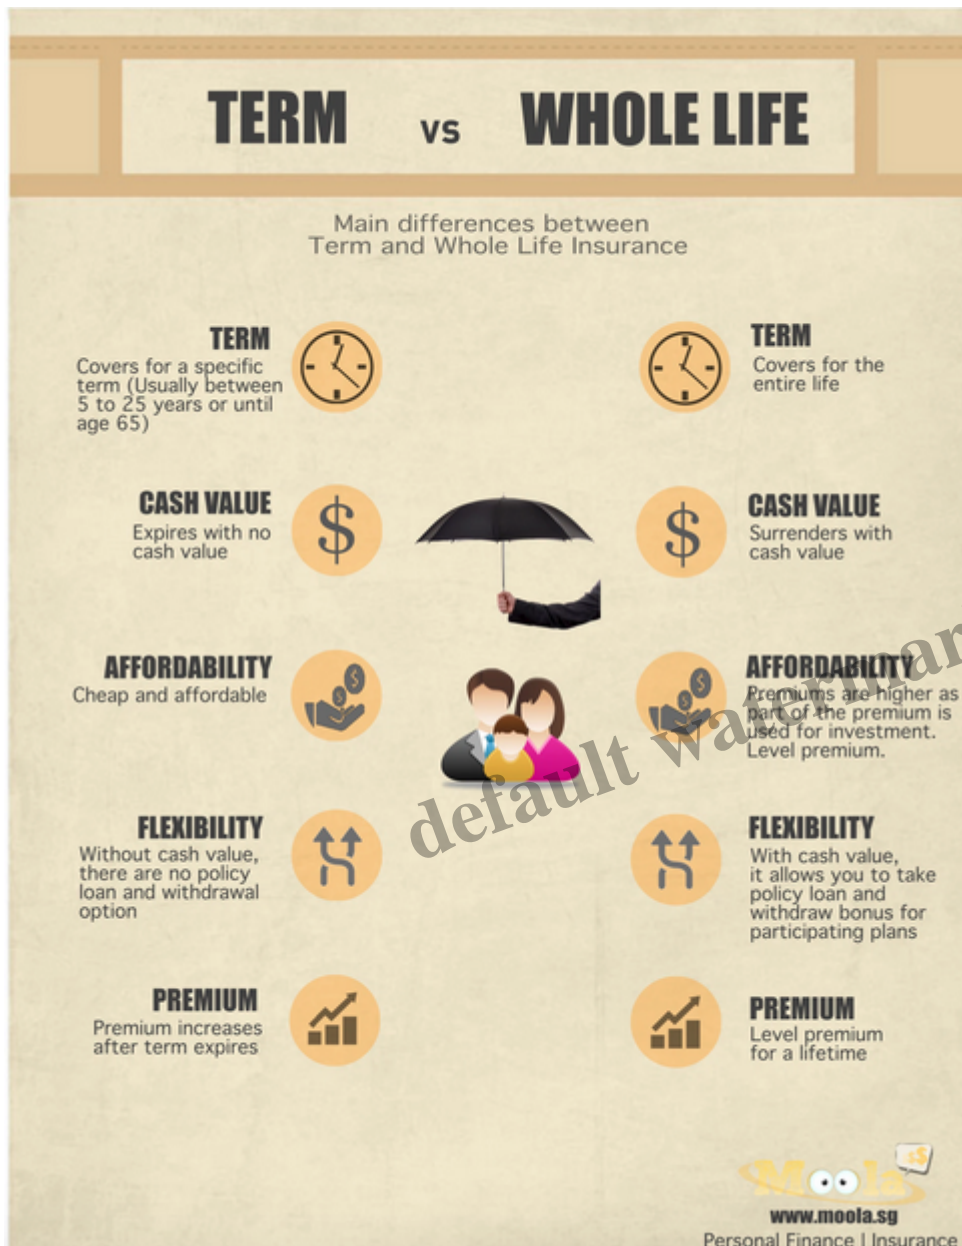 TERM vs WHOLE LIFE
Main differences between
Term and Whole Life Insurance
TERM
Covers for a specific
term (Usually between
5 to 25 years or until
age 65)
TERM
Covers for the
entire life
CASH VALUE
Expires with no
cash value
CASH VALUE
Surrenders with
cash value
AFFORDABILITY
Cheap and affordable
AFFORDABILITY
Premiums are higher as
part of the premium is
used for investment.
Level premium.
default watermar
FLEXIBILITY
Without cash value,
there are no policy
loan and withdrawal
option
FLEXIBILITY
With cash value,
it allows you to take
policy loan and
withdraw bonus for
participating plans
PREMIUM
Premium increases
after term expires
PREMIUM
Level premium
for a lifetime
$$
Moola
www.moola.sg
Personal Finance | Insurance